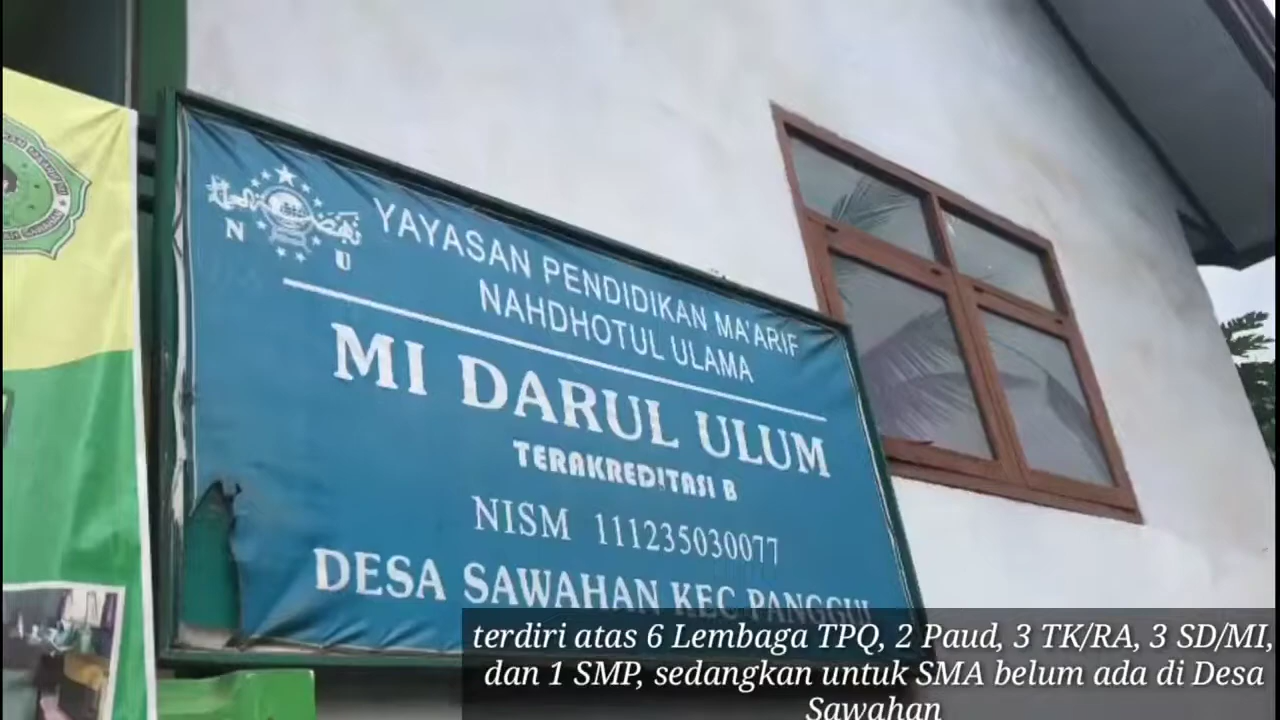 N U
YAYASAN PENDIDIKAN MA'ARIF
NAHDHOTUL ULAMA
MI DARUL ULUM
TERAKREDITASI B
NISM 111235030077
DESA SAWAHAN KEC PANGGUL
terdiri atas 6 Lembaga TPQ, 2 Paud, 3 TK/RA, 3 SD/MI,
dan 1 SMP, sedangkan untuk SMA belum ada di Desa
Sawahan